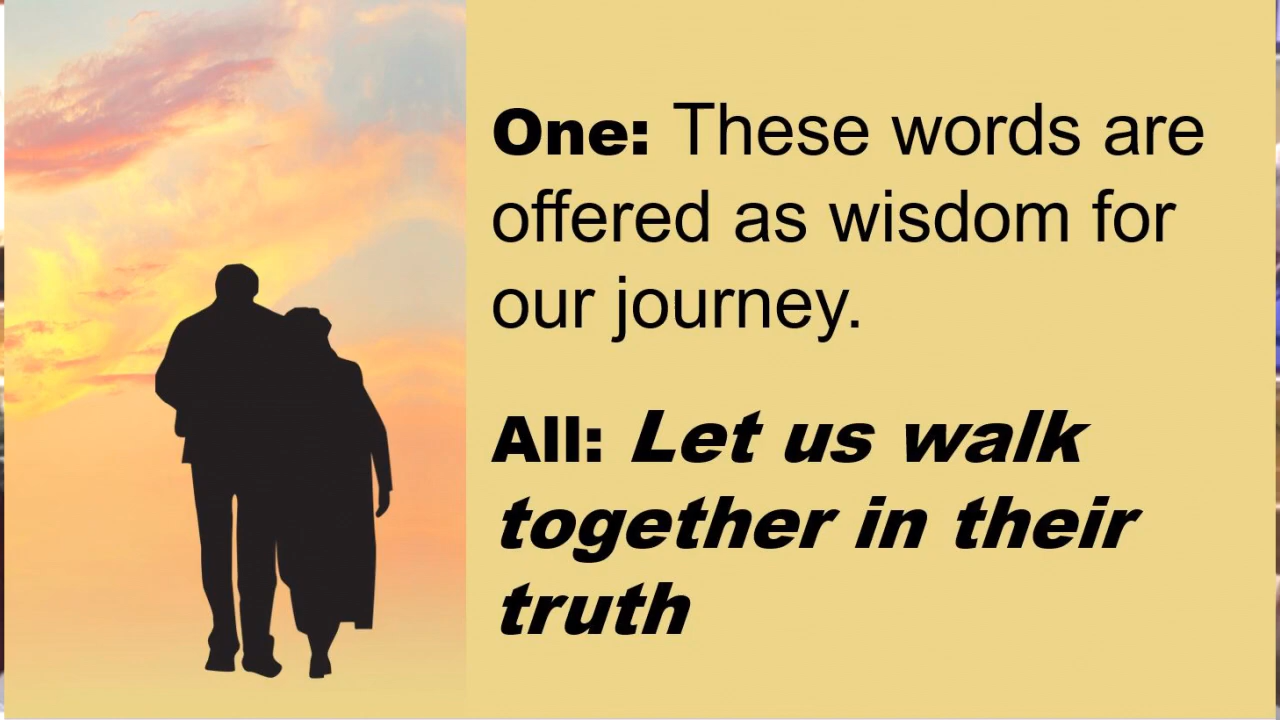 One: These words are
offered as wisdom for
our journey.
All: Let us walk
together in their
truth